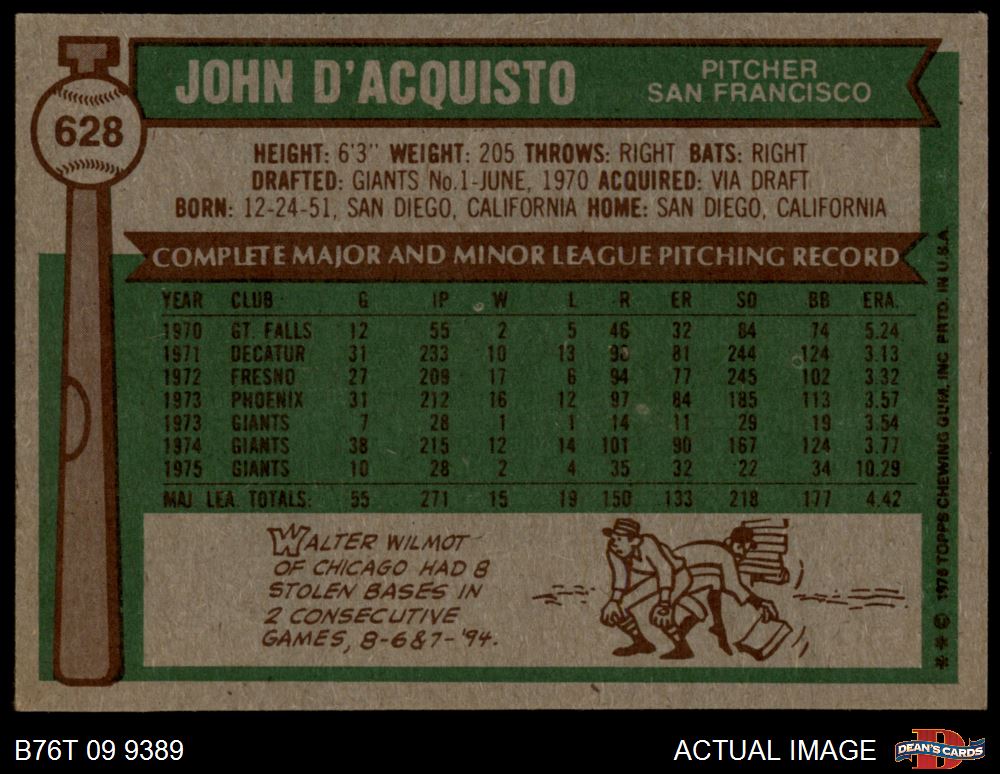 628
JOHN D'ACQUISTO
PITCHER
SAN FRANCISCO
HEIGHT: 6'3" WEIGHT: 205 THROWS: RIGHT BATS: RIGHT
DRAFTED: GIANTS No.1-JUNE, 1970 ACQUIRED: VIA DRAFT
BORN: 12-24-51, SAN DIEGO, CALIFORNIA HOME: SAN DIEGO, CALIFORNIA
COMPLETE MAJOR AND MINOR LEAGUE PITCHING RECORD
YEAR CLUB G IP W L R ER SO BB ERA.
1970 GT. FALLS 12 55 2 5 46 32 84 74 5.24
1971 DECATUR 31 233 10 13 81 244 124 3.13
1972 FRESNO 27 209 17 6 94 77 245 102 3.32
1973 PHOENIX 31 212 16 12 97 84 185 113 3.57
1973 GIANTS 7 28 1 1 14 11 29 19 3.54
1974 GIANTS 38 215 12 14 101 90 167 124 3.77
1975 GIANTS 10 28 2 4 35 32 22 34 10.29
MAJ. LEA. TOTALS: 55 271 15 19 150 133 218 177 4.42
WALTER WILMOT
OF CHICAGO HAD 8
STOLEN BASES IN
2 CONSECUTIVE
GAMES, 8-6&7-'94.
** © 1976 TOPPS CHEWING GUM, INC. PRTD. IN U.S.A.
B76T 09 9389
ACTUAL IMAGE
D
DEAN'S CARDS